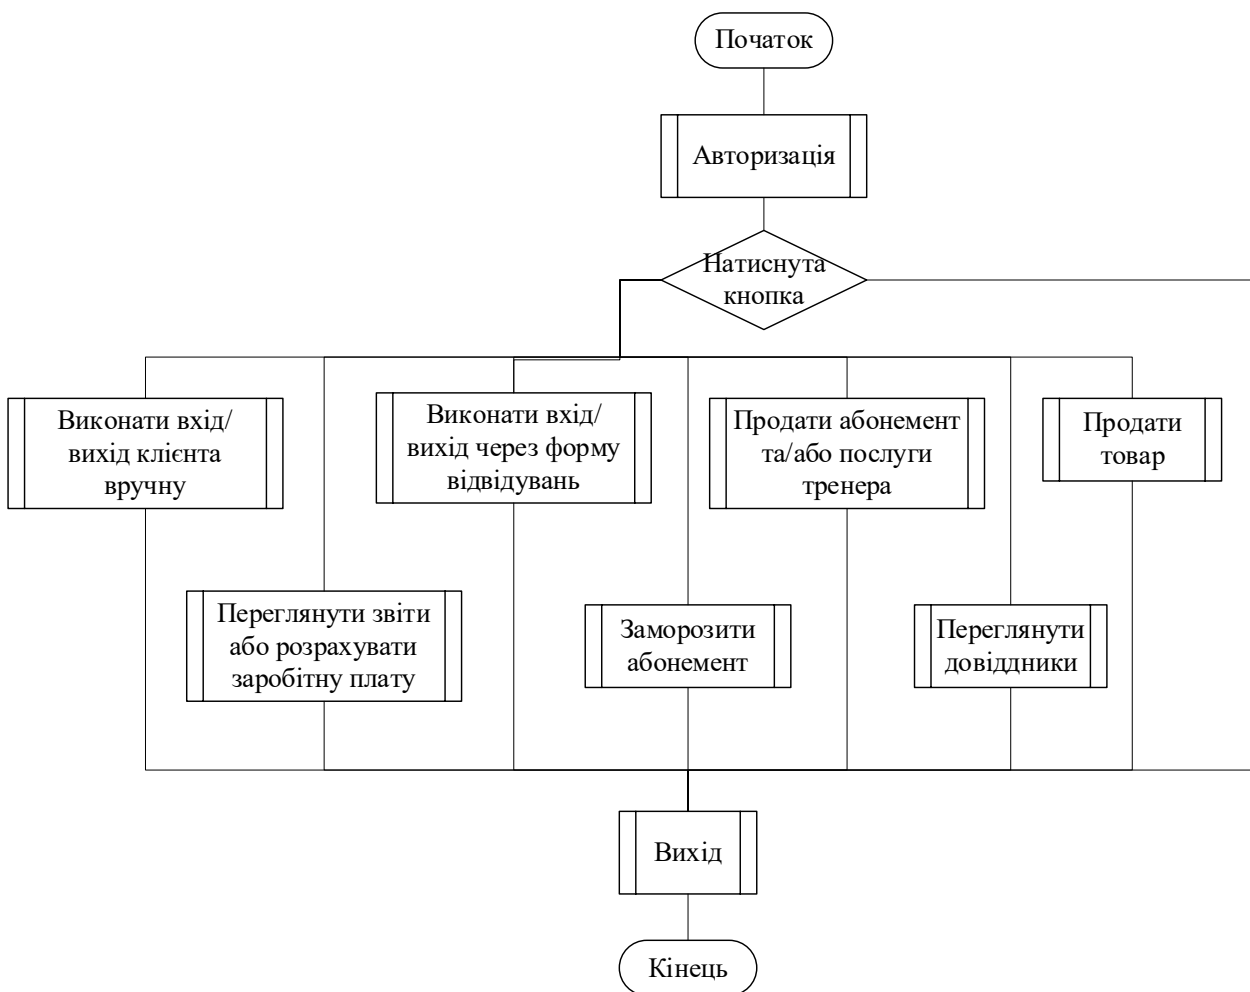 Початок
Авторизація
Натиснута
кнопка
Виконати вхід/
вихід клієнта
вручну
Виконати вхід/
вихід через форму
відвідувань
Продати абонемент
та/або послуги
тренера
Продати
товар
Переглянути звіти
або розрахувати
заробітну плату
Заморозити
абонемент
Переглянути
довіддники
Вихід
Кінець